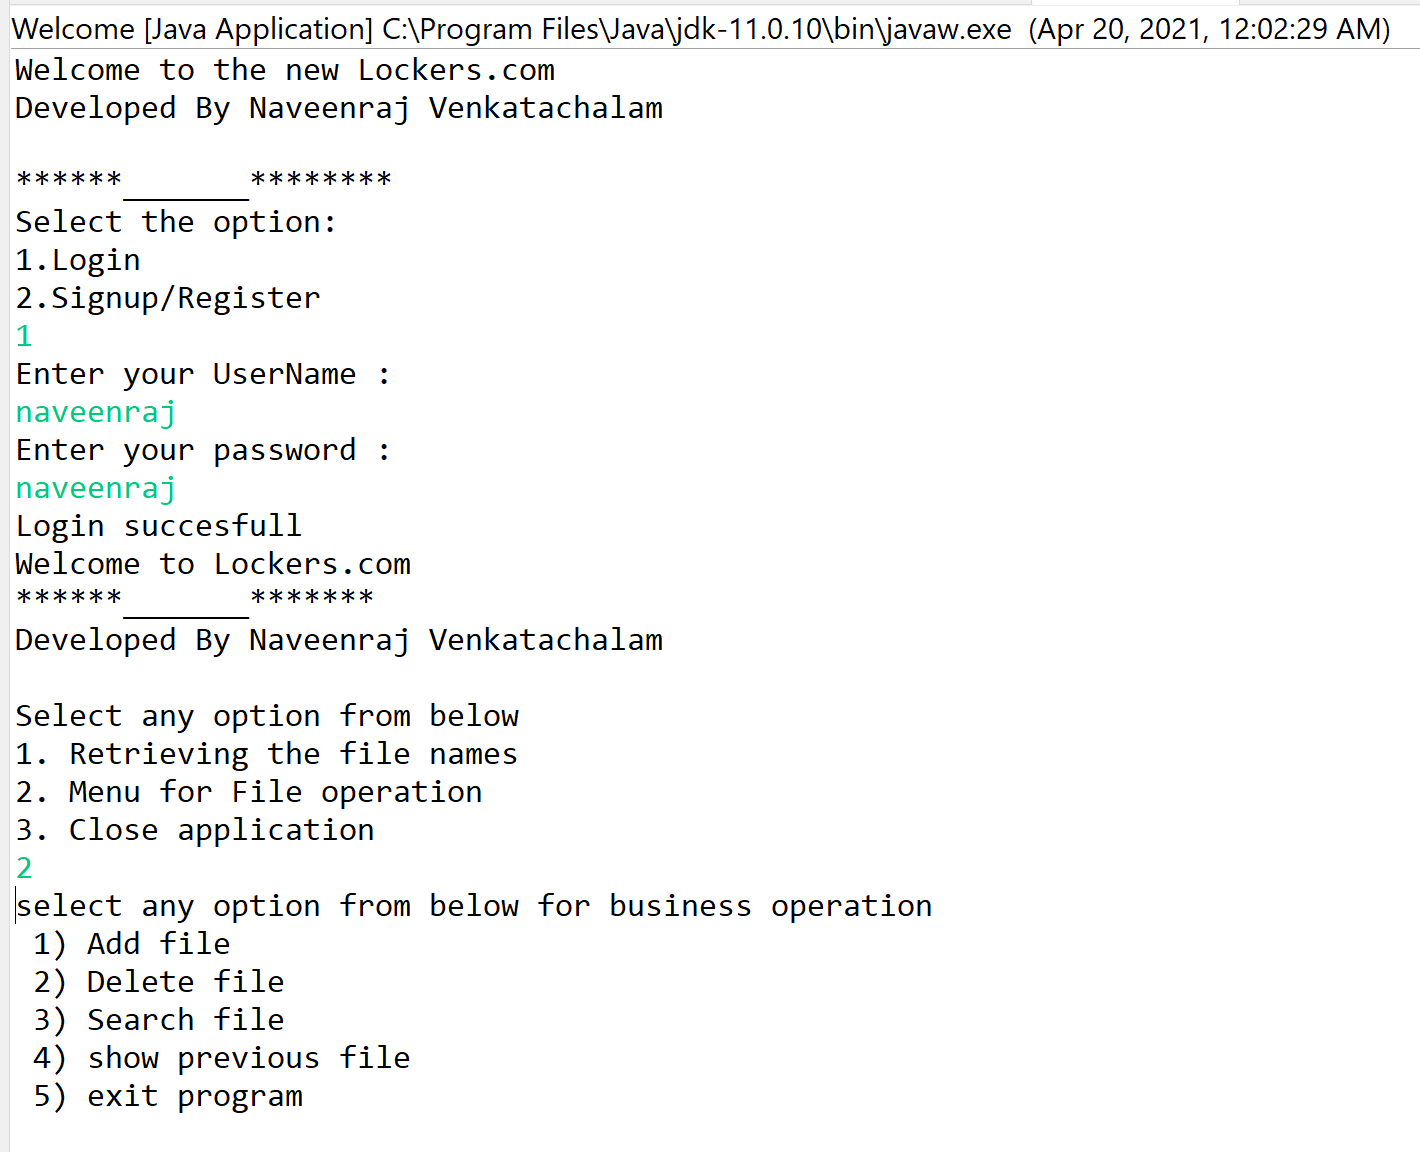 Welcome [Java Application] C:\Program Files\Java\jdk-11.0.10\bin\javaw.exe  (Apr 20, 2021, 12:02:29 AM)
Welcome to the new Lockers.com
Developed By Naveenraj Venkatachalam
******_______********
Select the option:
1.Login
2.Signup/Register
1
Enter your UserName :
naveenraj
Enter your password :
naveenraj
Login succesfull
Welcome to Lockers.com
******_______*******
Developed By Naveenraj Venkatachalam
Select any option from below
1. Retrieving the file names
2. Menu for File operation
3. Close application
2
select any option from below for business operation
 1) Add file
 2) Delete file
 3) Search file
 4) show previous file
 5) exit program